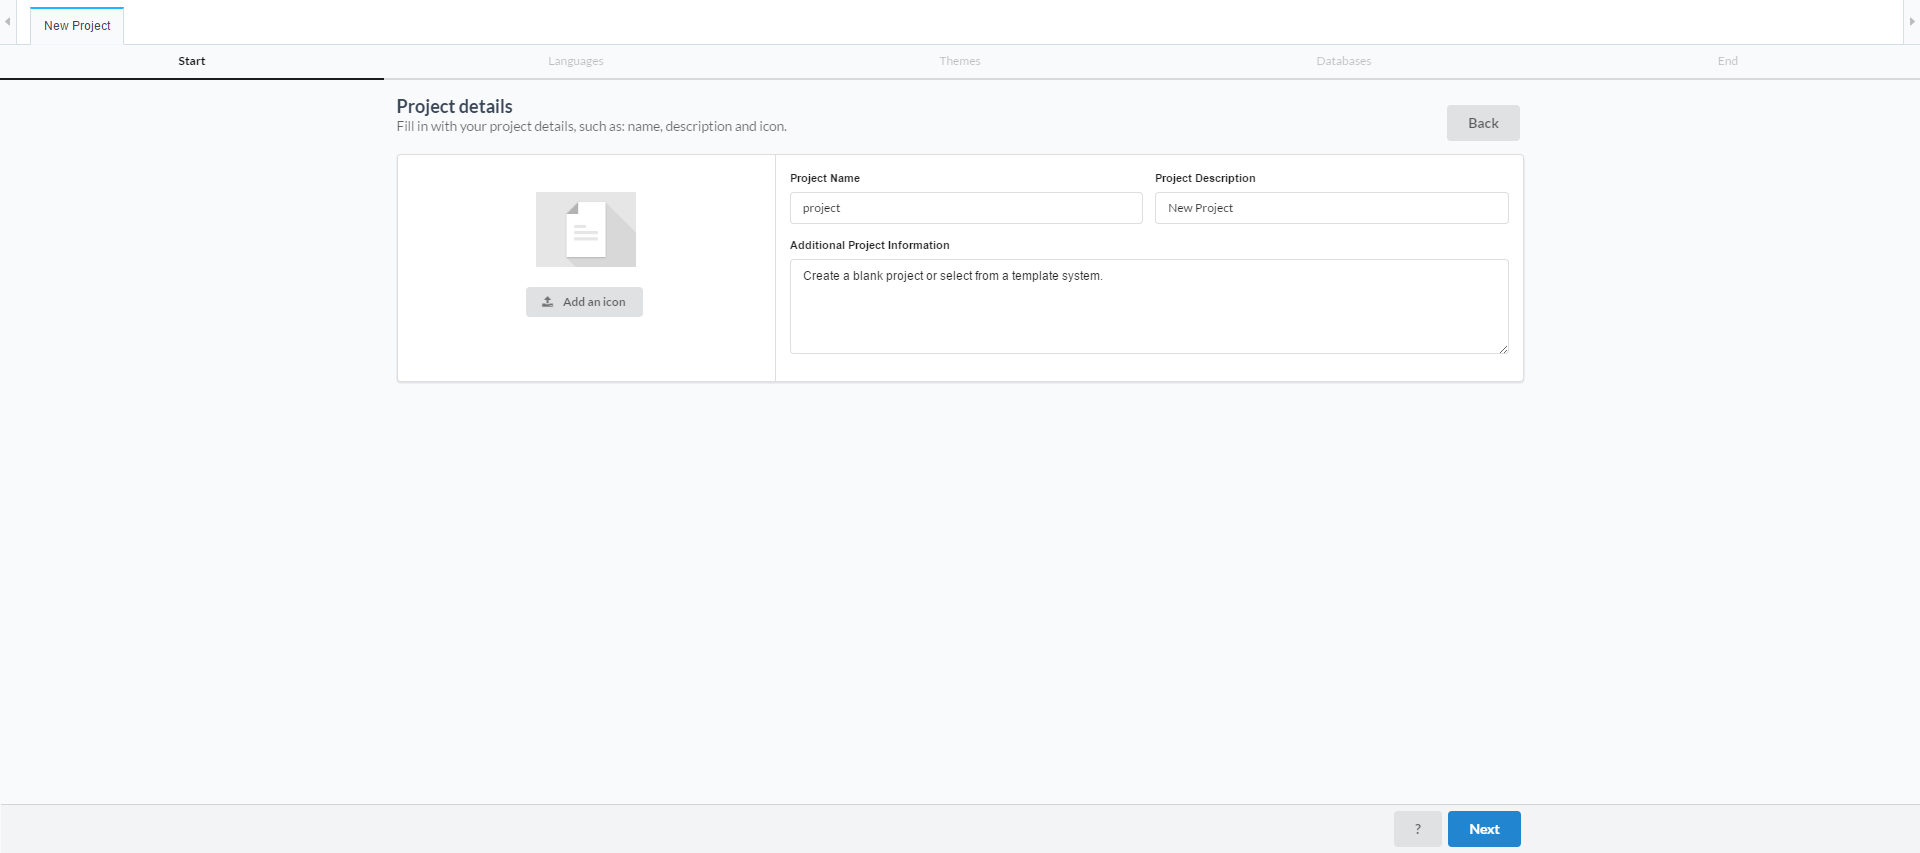 New Project
Start Languages Themes Databases End
Project details
Fill in with your project details, such as: name, description and icon.
Back
Add an icon
Project Name Project Description
project New Project
Additional Project Information
Create a blank project or select from a template system.
? Next